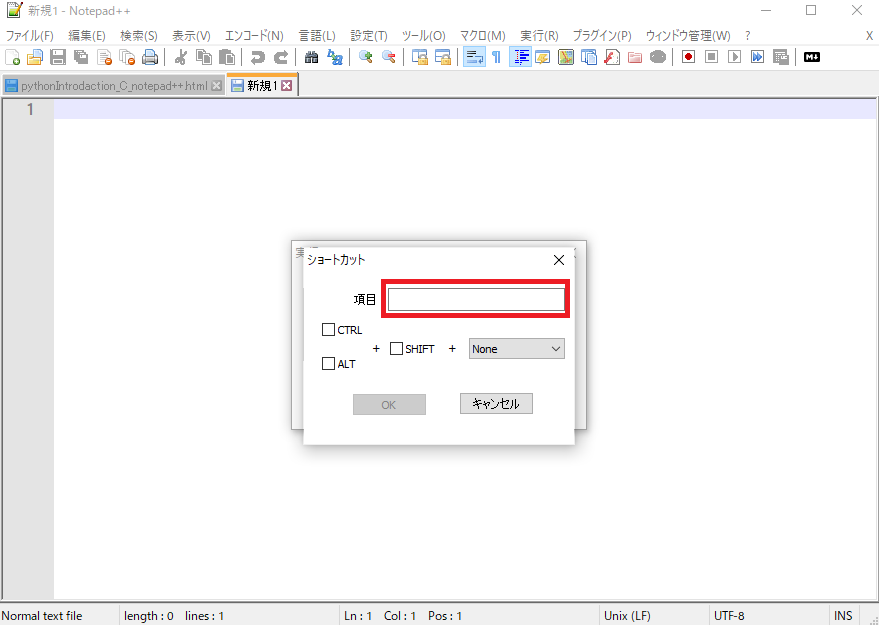 新規1 - Notepad++
ファイル(F) 編集(E) 検索(S) 表示(V) エンコード(N) 言語(L) 設定(T) ツール(O) マクロ(M) 実行(R) プラグイン(P) ウィンドウ管理(W) ? X
pythonIntrodaction_C_notepad++.html 新規1
1
ショートカット
項目
CTRL
+ SHIFT + None
ALT
OK キャンセル
Normal text file length : 0 lines : 1 Ln : 1 Col : 1 Pos : 1 Unix (LF) UTF-8 INS